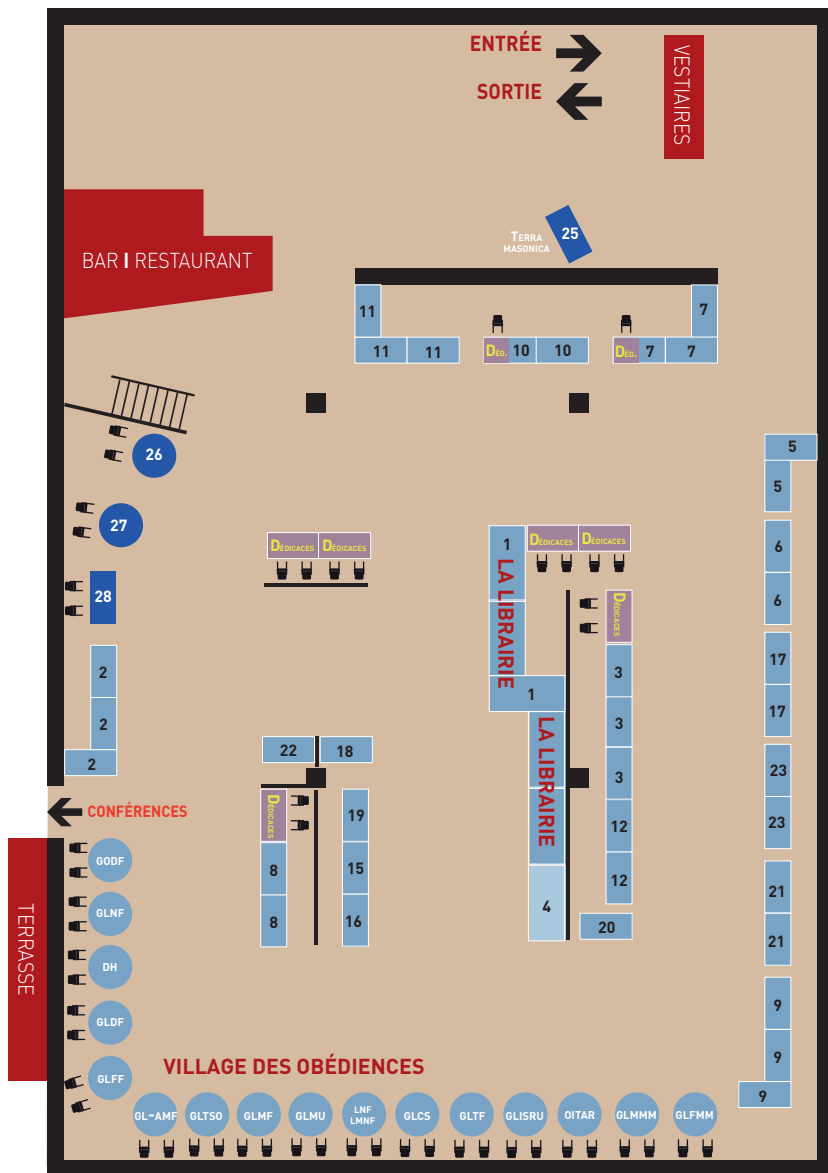 ENTRÉE
SORTIE
VESTIAIRES
BAR I RESTAURANT
TERRA
MASONICA
25
11
11
11
DÉD.
10
10
DÉD.
7
7
7
26
27
28
5
5
6
6
17
17
23
23
21
21
9
9
9
DÉDICACES
DÉDICACES
1
LA LIBRAIRIE
1
LA LIBRAIRIE
4
DÉDICACES
DÉDICACES
DÉDICACES
3
3
3
12
12
20
2
2
2
22
18
DÉDICACES
8
8
19
15
16
CONFÉRENCES
TERRASSE
GODF
GLNF
DH
GLDF
GLFF
VILLAGE DES OBÉDIENCES
GL-AMF
GLTSO
GLMF
GLMU
LNF
LMNF
GLCS
GLTF
GLISRU
OITAR
GLMMM
GLFMM